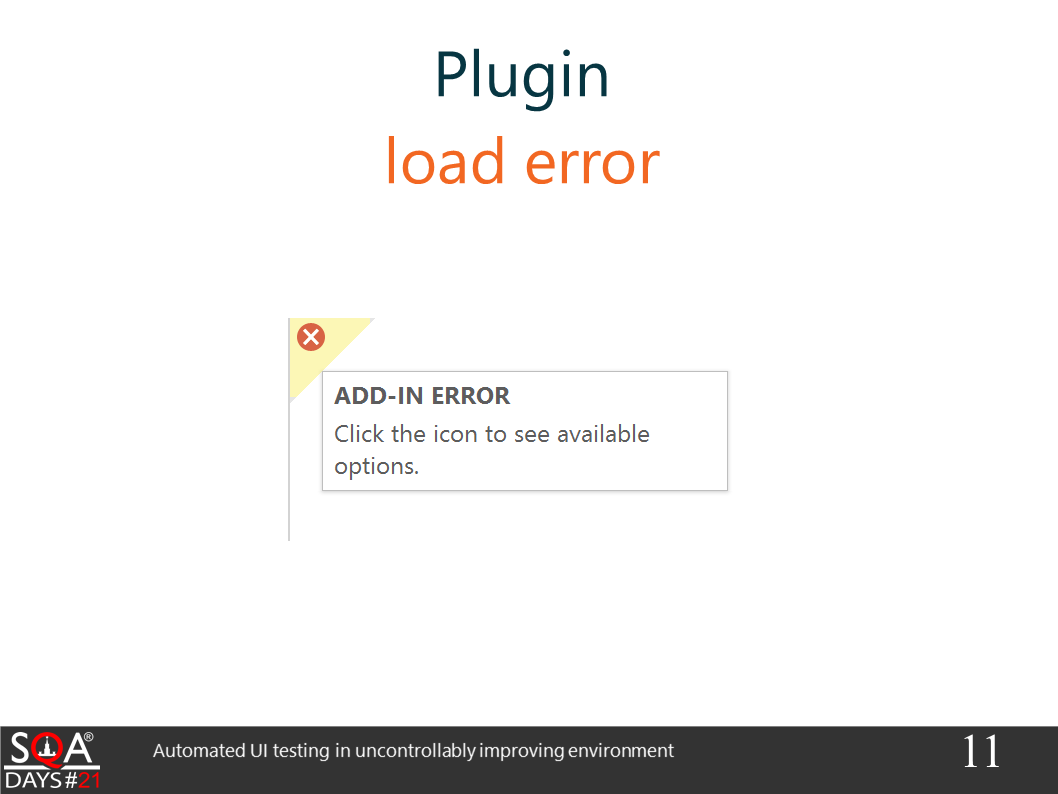 Plugin
load error
ADD-IN ERROR
Click the icon to see available
options.
SQA®
DAYS#21
Automated UI testing in uncontrollably improving environment
11